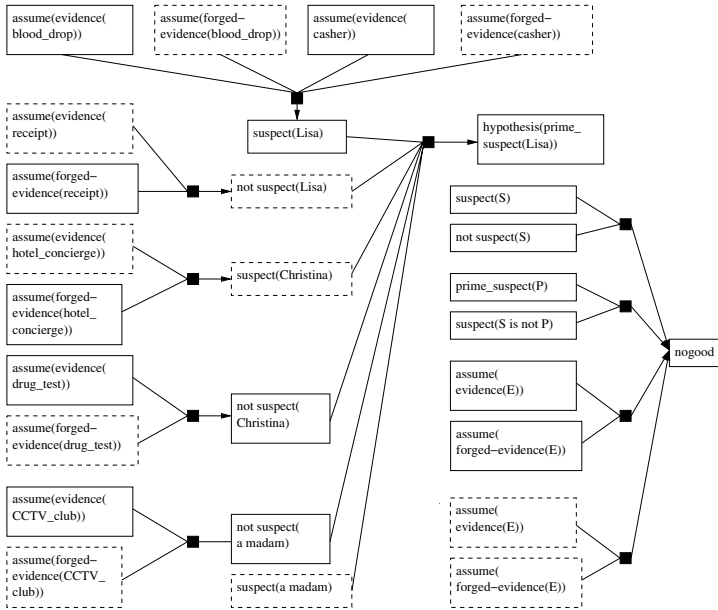 assume(evidence(
blood_drop))
assume(forged–
evidence(blood_drop))
assume(evidence(
casher))
assume(forged–
evidence(casher))
assume(evidence(
receipt))
assume(forged–
evidence(receipt))
assume(evidence(
hotel_concierge))
assume(forged–
evidence(hotel_
concierge))
assume(evidence(
drug_test))
assume(forged–
evidence(drug_test))
assume(evidence(
CCTV_club))
assume(forged–
evidence(CCTV_
club))
suspect(Lisa)
not suspect(Lisa)
suspect(Christina)
not suspect(
Christina)
not suspect(
a madam)
suspect(a madam)
hypothesis(prime_
suspect(Lisa))
suspect(S)
not suspect(S)
prime_suspect(P)
suspect(S is not P)
assume(
evidence(E))
assume(
forged–evidence(E))
assume(
evidence(E))
assume(
forged–evidence(E))
nogood